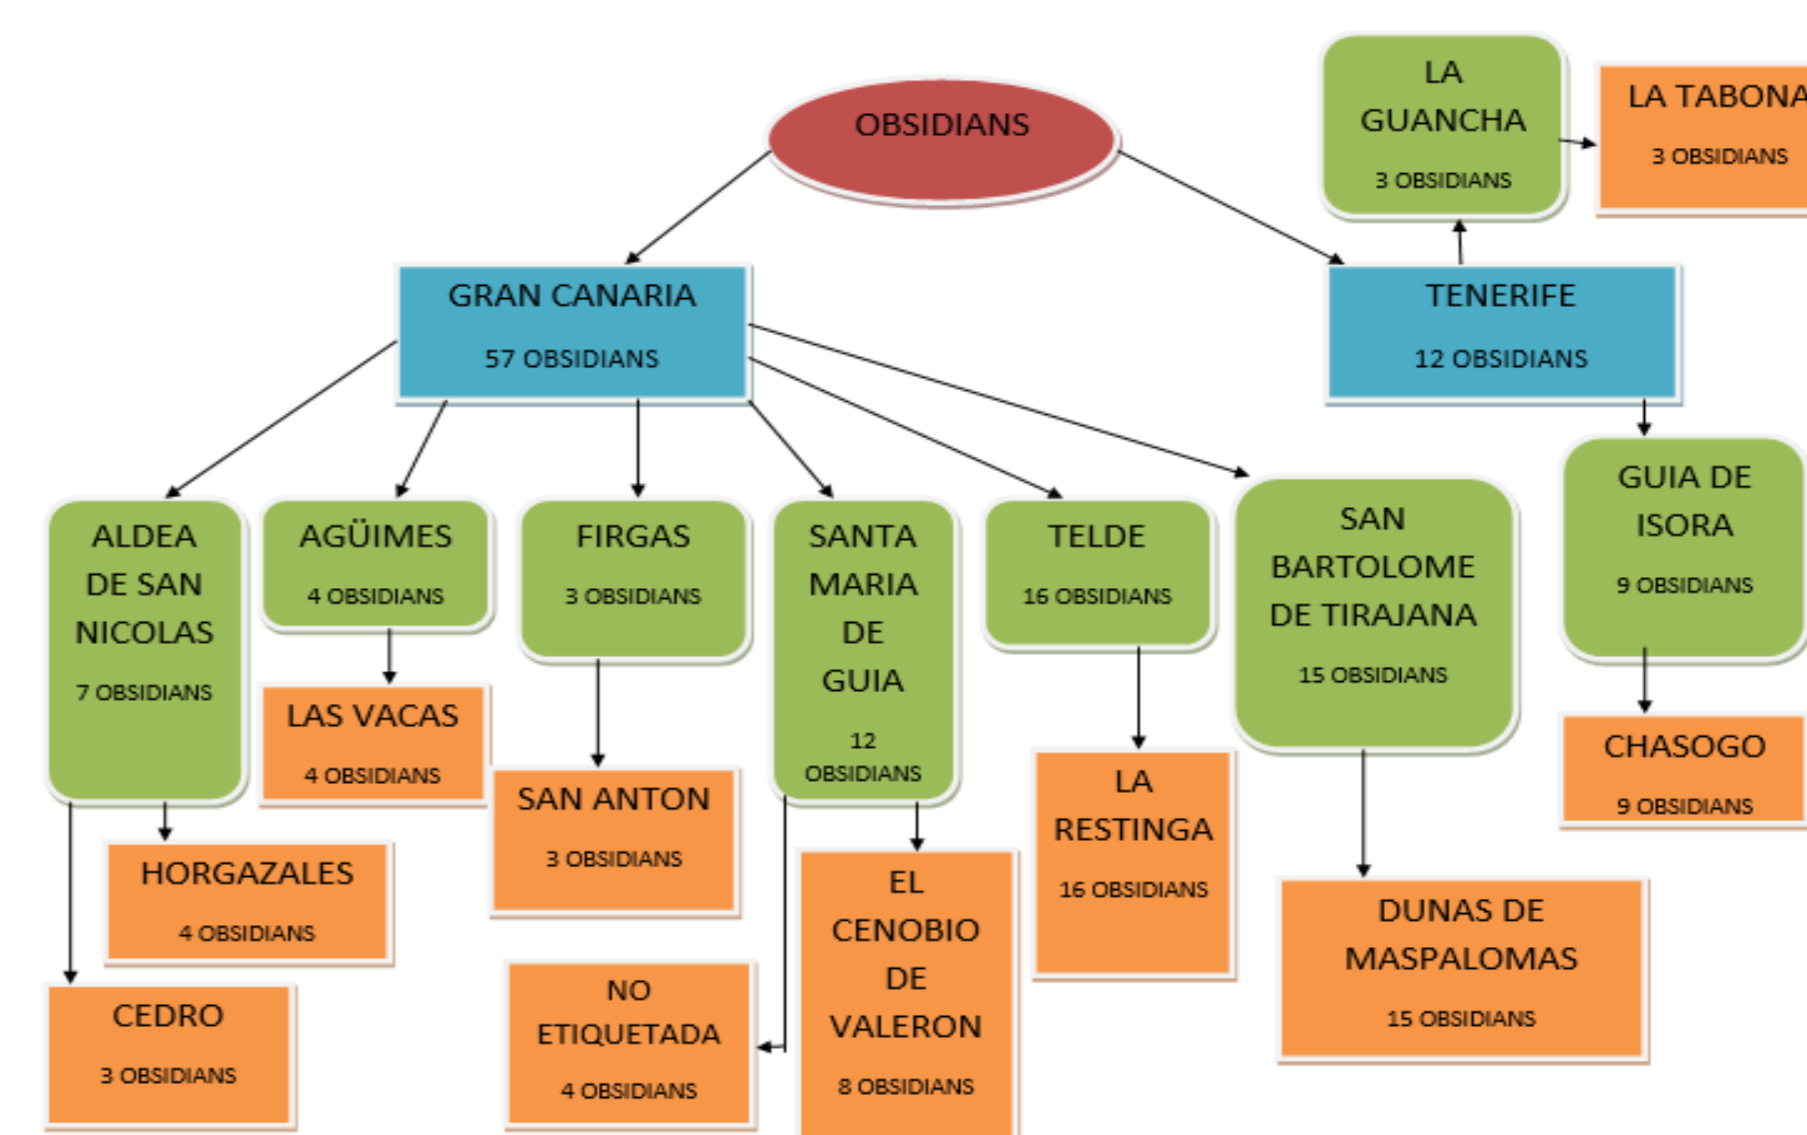 OBSIDIANS
LA
GUANCHA
3 OBSIDIANS
LA TABONA
3 OBSIDIANS
GRAN CANARIA
57 OBSIDIANS
TENERIFE
12 OBSIDIANS
ALDEA
DE SAN
NICOLAS
7 OBSIDIANS
AGÜIMES
4 OBSIDIANS
FIRGAS
3 OBSIDIANS
SANTA
MARIA
DE
GUIA
12
OBSIDIANS
TELDE
16 OBSIDIANS
SAN
BARTOLOME
DE TIRAJANA
15 OBSIDIANS
GUIA DE
ISORA
9 OBSIDIANS
LAS VACAS
4 OBSIDIANS
SAN ANTON
3 OBSIDIANS
HORGAZALES
4 OBSIDIANS
CEDRO
3 OBSIDIANS
NO
ETIQUETADA
4 OBSIDIANS
EL
CENOBIO
DE
VALERON
8 OBSIDIANS
LA
RESTINGA
16 OBSIDIANS
DUNAS DE
MASPALOMAS
15 OBSIDIANS
CHASOGO
9 OBSIDIANS